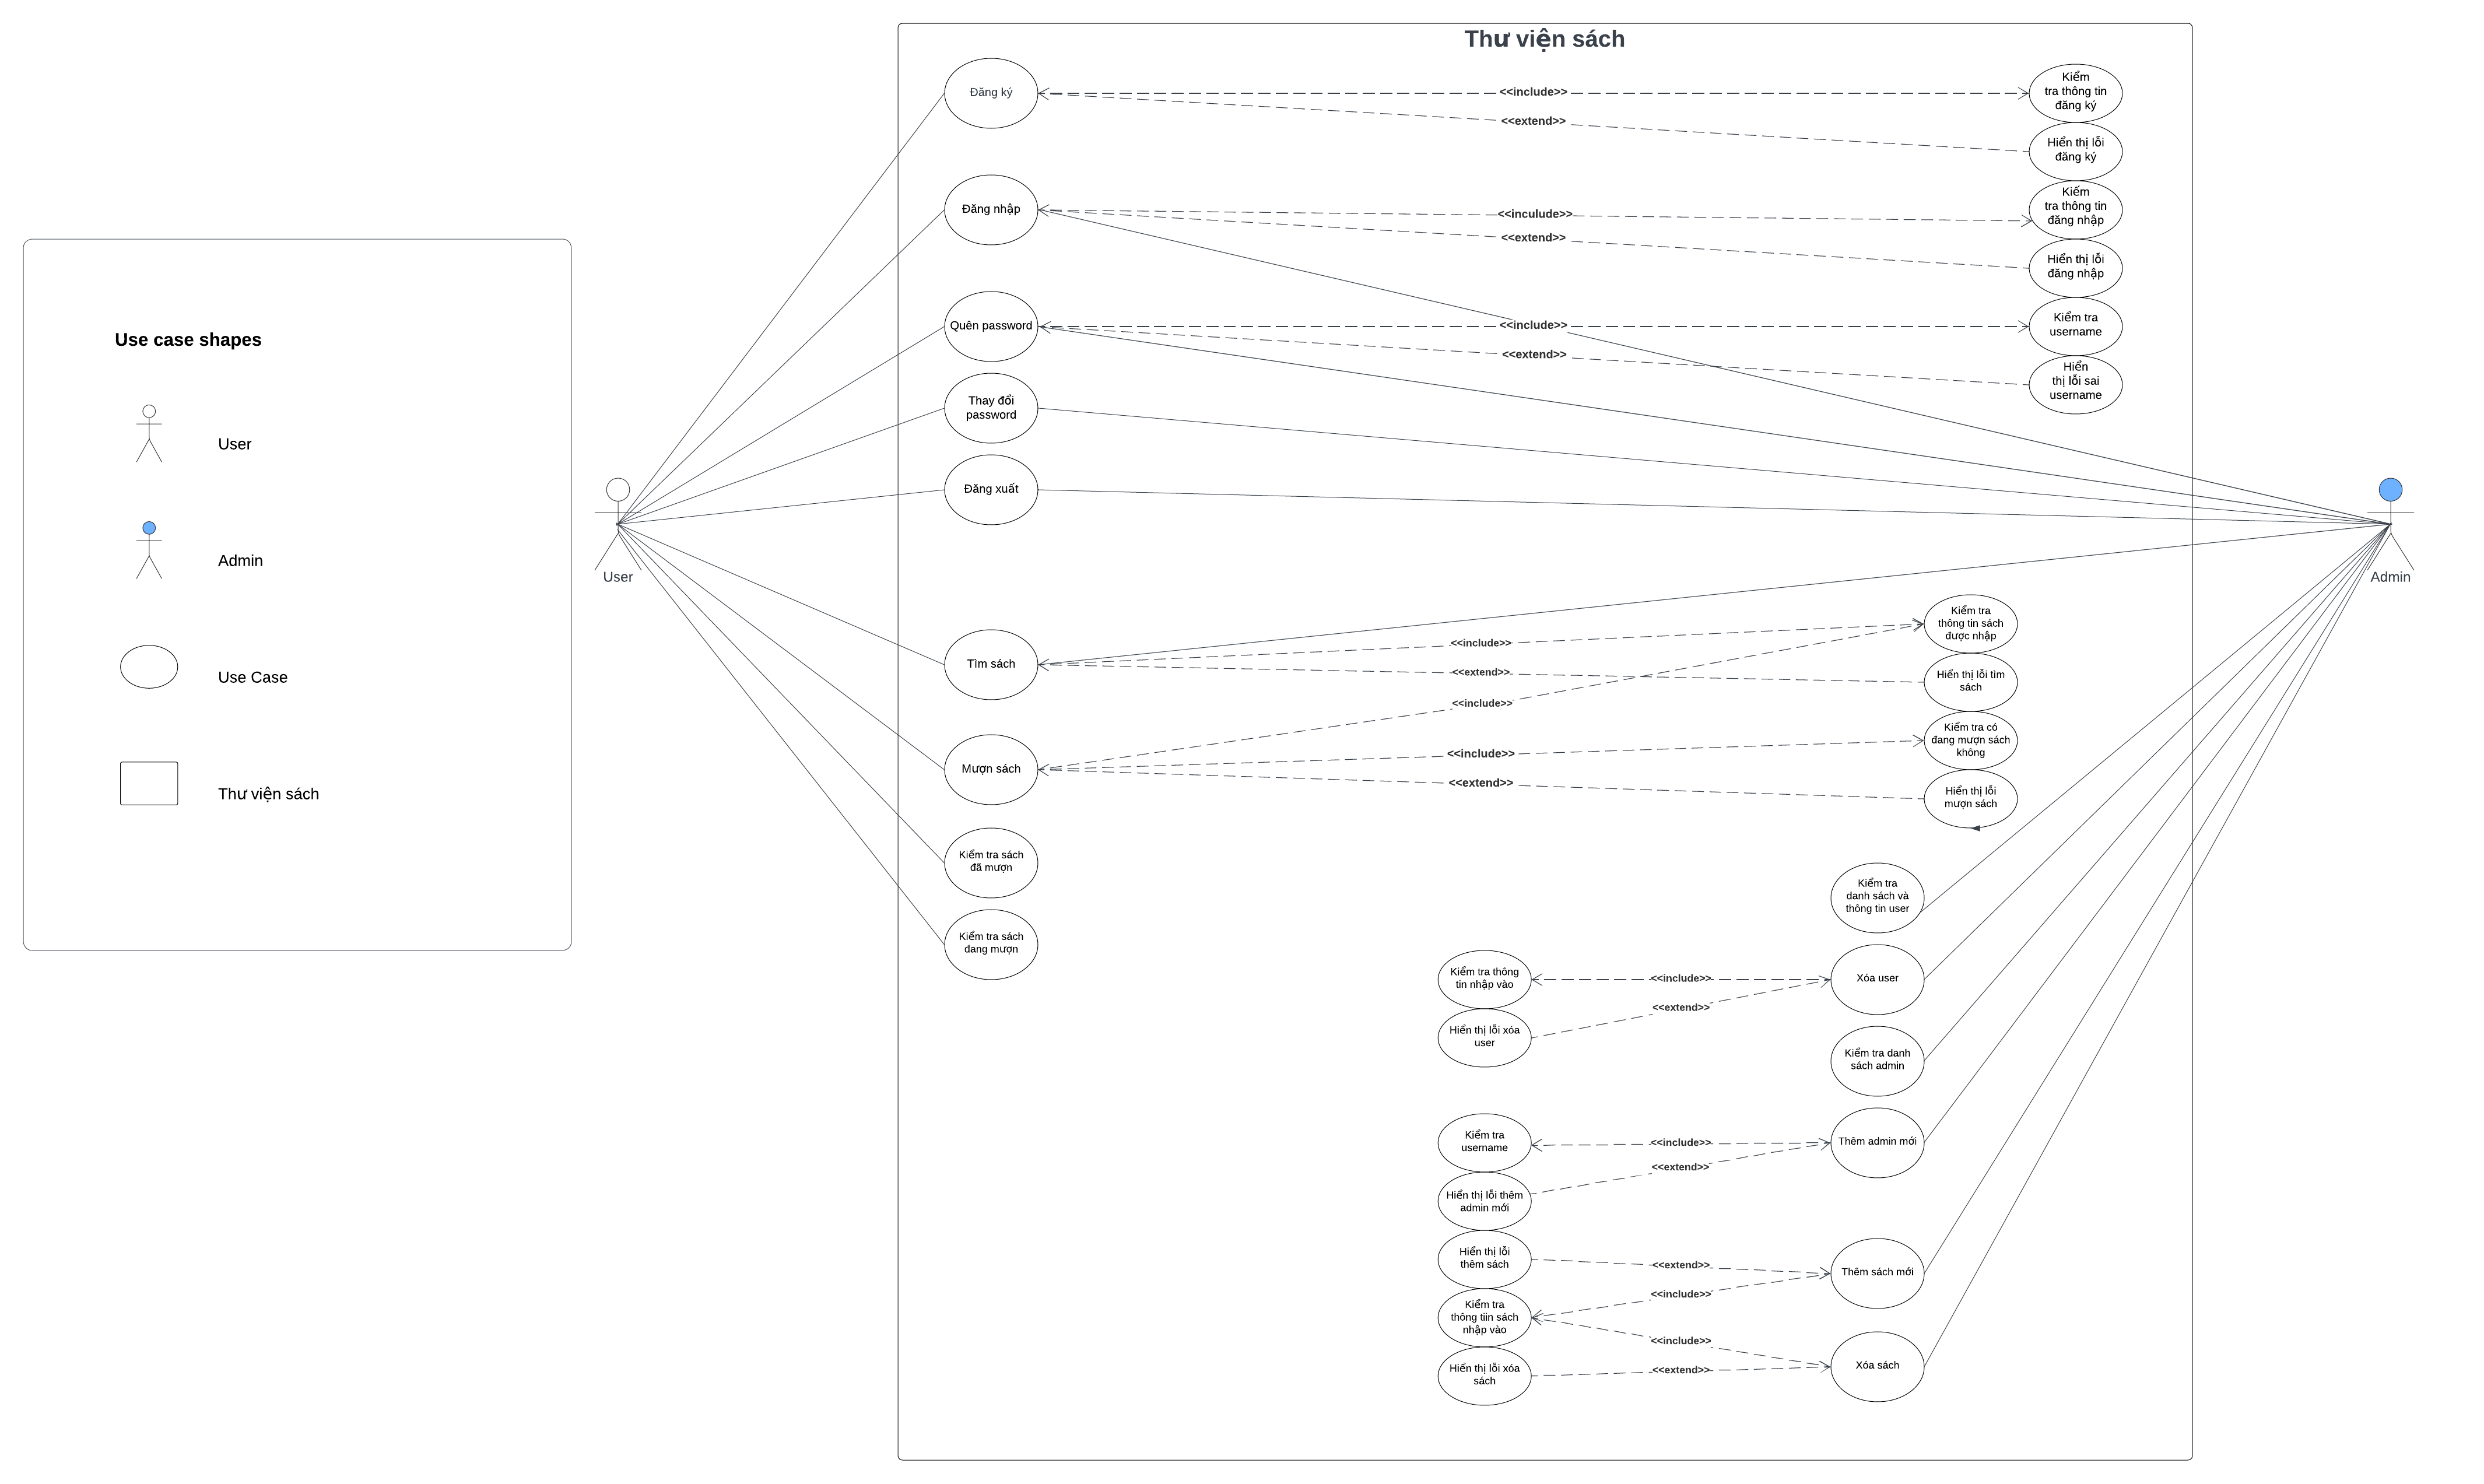 Use case shapes
User
Admin
Use Case
Thư viện sách
User
Thư viện sách
Đăng ký
<<include>>
<<extend>>
Kiểm
tra thông tin
đăng ký
Hiển thị lỗi
đăng ký
Đăng nhập
<<inculude>>
<<extend>>
Kiểm
tra thông tin
đăng nhập
Hiển thị lỗi
đăng nhập
Quên password
<<include>>
<<extend>>
Kiểm tra
username
Hiển
thị lỗi sai
username
Thay đổi
password
Đăng xuất
Admin
Tìm sách
<<include>>
<<extend>>
<<include>>
Kiểm tra
thông tin sách
được nhập
Hiển thị lỗi tìm
sách
Mượn sách
<<include>>
<<extend>>
Kiểm tra có
đang mượn sách
không
Hiển thị lỗi
mượn sách
Kiểm tra sách
đã mượn
Kiểm tra sách
đang mượn
Kiểm tra
danh sách và
thông tin user
Kiểm tra thông
tin nhập vào
Hiển thị lỗi xóa
user
<<include>>
<<extend>>
Xóa user
Kiểm tra danh
sách admin
Kiểm tra
username
Hiển thị lỗi thêm
admin mới
<<include>>
<<extend>>
Thêm admin mới
Hiển thị lỗi
thêm sách
<<extend>>
<<include>>
Thêm sách mới
Kiểm tra
thông tiin sách
nhập vào
Hiển thị lỗi xóa
sách
<<include>>
<<extend>>
Xóa sách